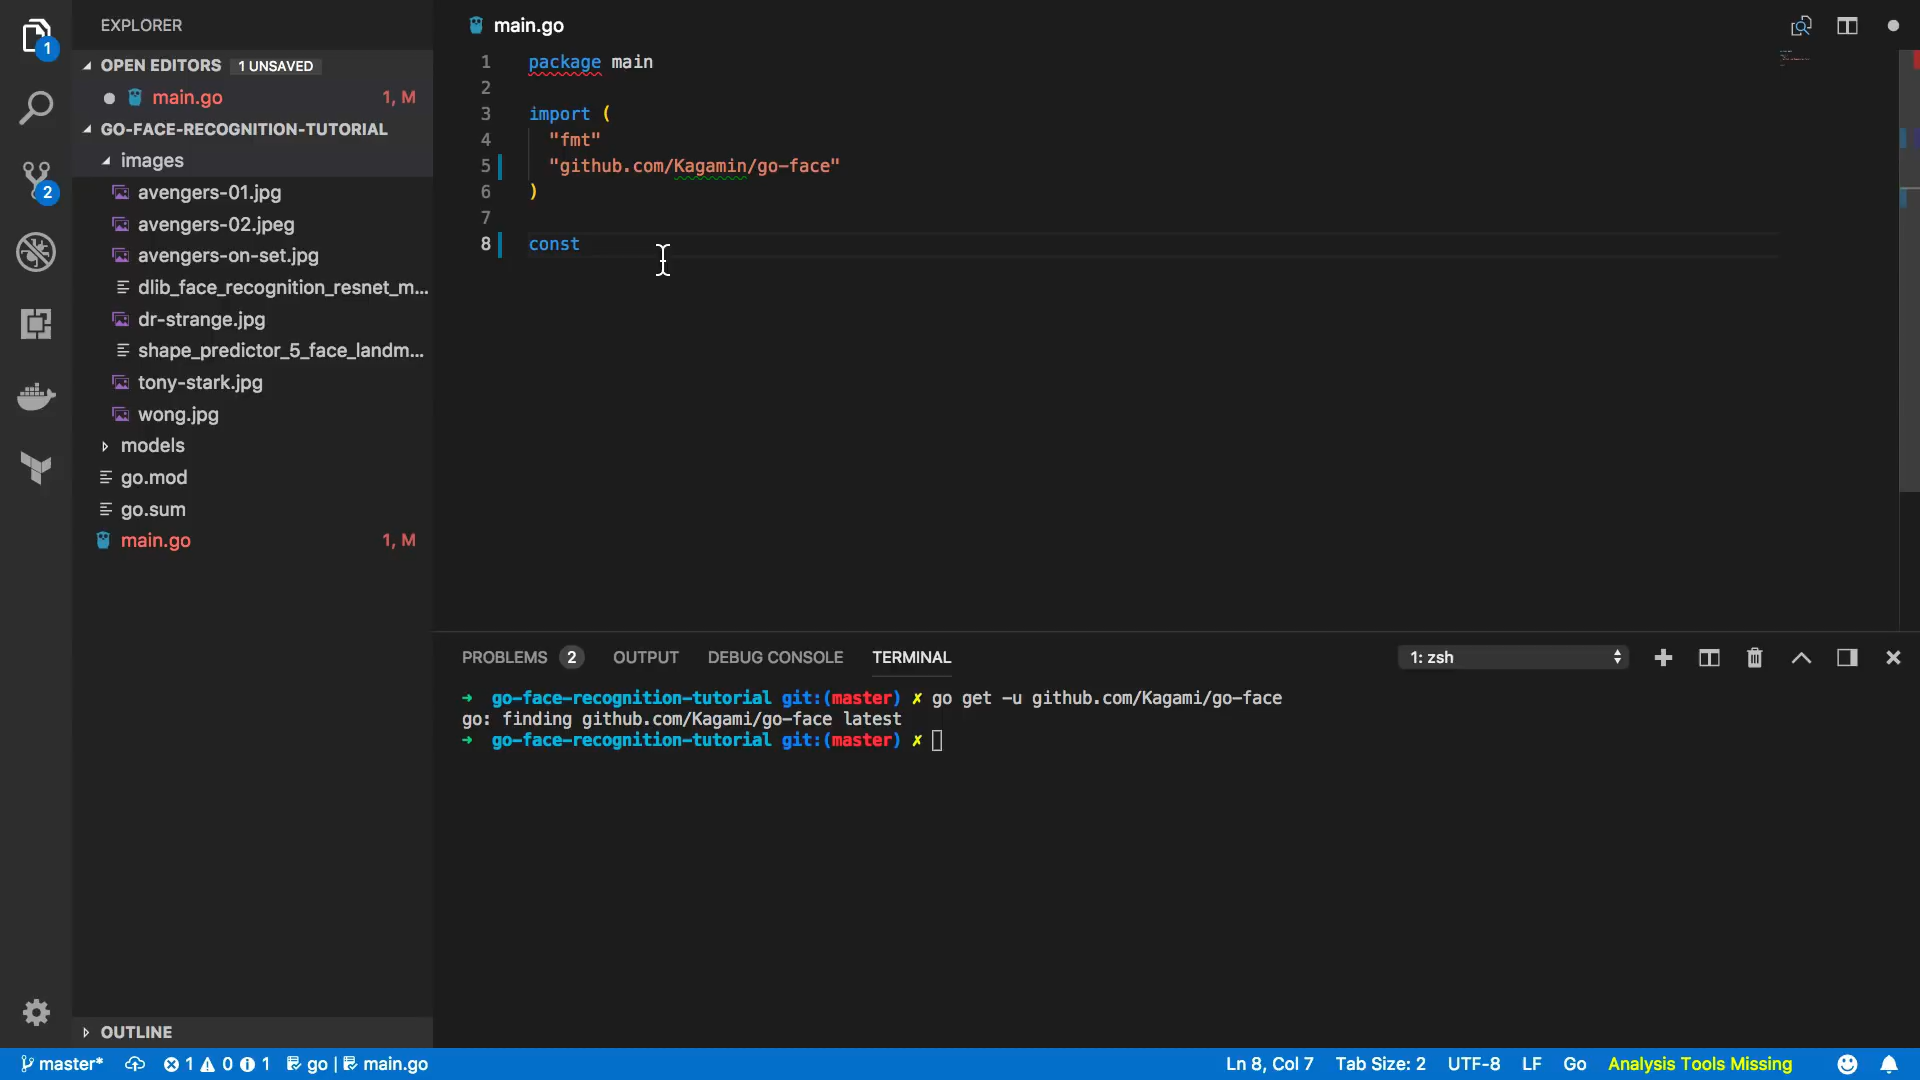 EXPLORER
OPEN EDITORS 1 UNSAVED
main.go 1, M
GO-FACE-RECOGNITION-TUTORIAL
images
avengers-01.jpg
avengers-02.jpeg
avengers-on-set.jpg
dlib_face_recognition_resnet_m...
dr-strange.jpg
shape_predictor_5_face_landm...
tony-stark.jpg
wong.jpg
models
go.mod
go.sum
main.go 1, M
OUTLINE
1
2
main.go
1 package main
2
3 import (
4 "fmt"
5 "github.com/Kagamin/go-face"
6 )
7
8 const
PROBLEMS 2 OUTPUT DEBUG CONSOLE TERMINAL 1: zsh
➜ go-face-recognition-tutorial git:(master) ✗ go get -u github.com/Kagami/go-face
go: finding github.com/Kagami/go-face latest
➜ go-face-recognition-tutorial git:(master) ✗
master* 1 0 1 go | main.go Ln 8, Col 7 Tab Size: 2 UTF-8 LF Go Analysis Tools Missing